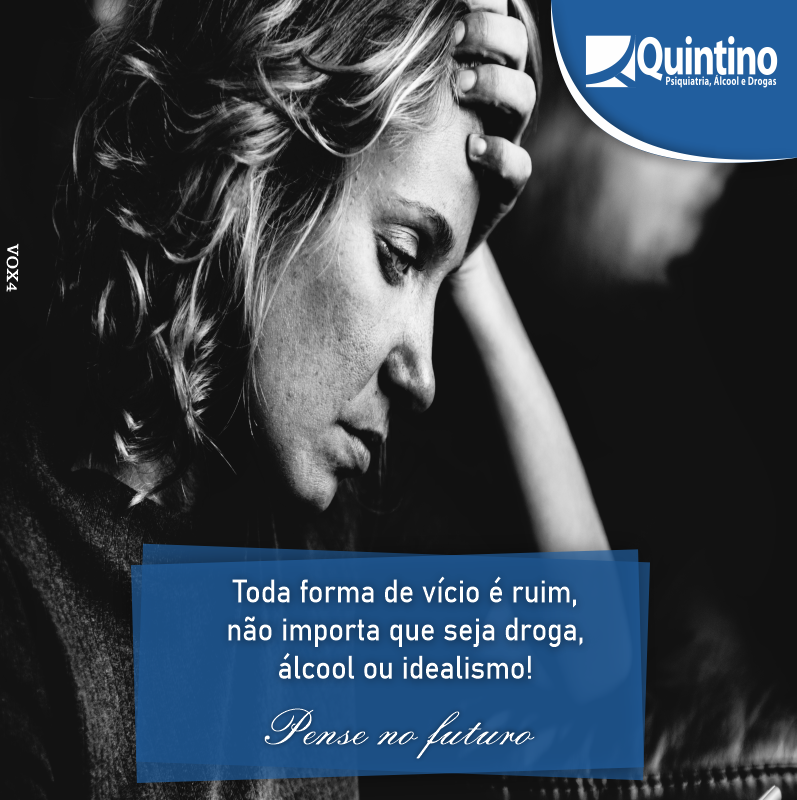 Quintino
Psiquiatria, Álcool e Drogas
VOX4
Toda forma de vício é ruim,
não importa que seja droga,
álcool ou idealismo!
Pense no futuro